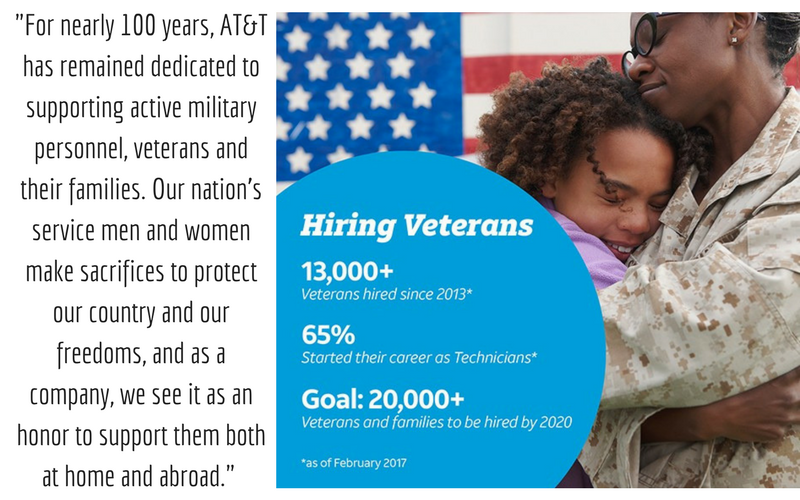 "For nearly 100 years, AT&T
has remained dedicated to
supporting active military
personnel, veterans and
their families. Our nation's
service men and women
make sacrifices to protect
our country and our
freedoms, and as a
company, we see it as an
honor to support them both
at home and abroad."
Hiring Veterans
13,000+
Veterans hired since 2013*
65%
Started their career as Technicians*
Goal: 20,000+
Veterans and families to be hired by 2020
*as of February 2017